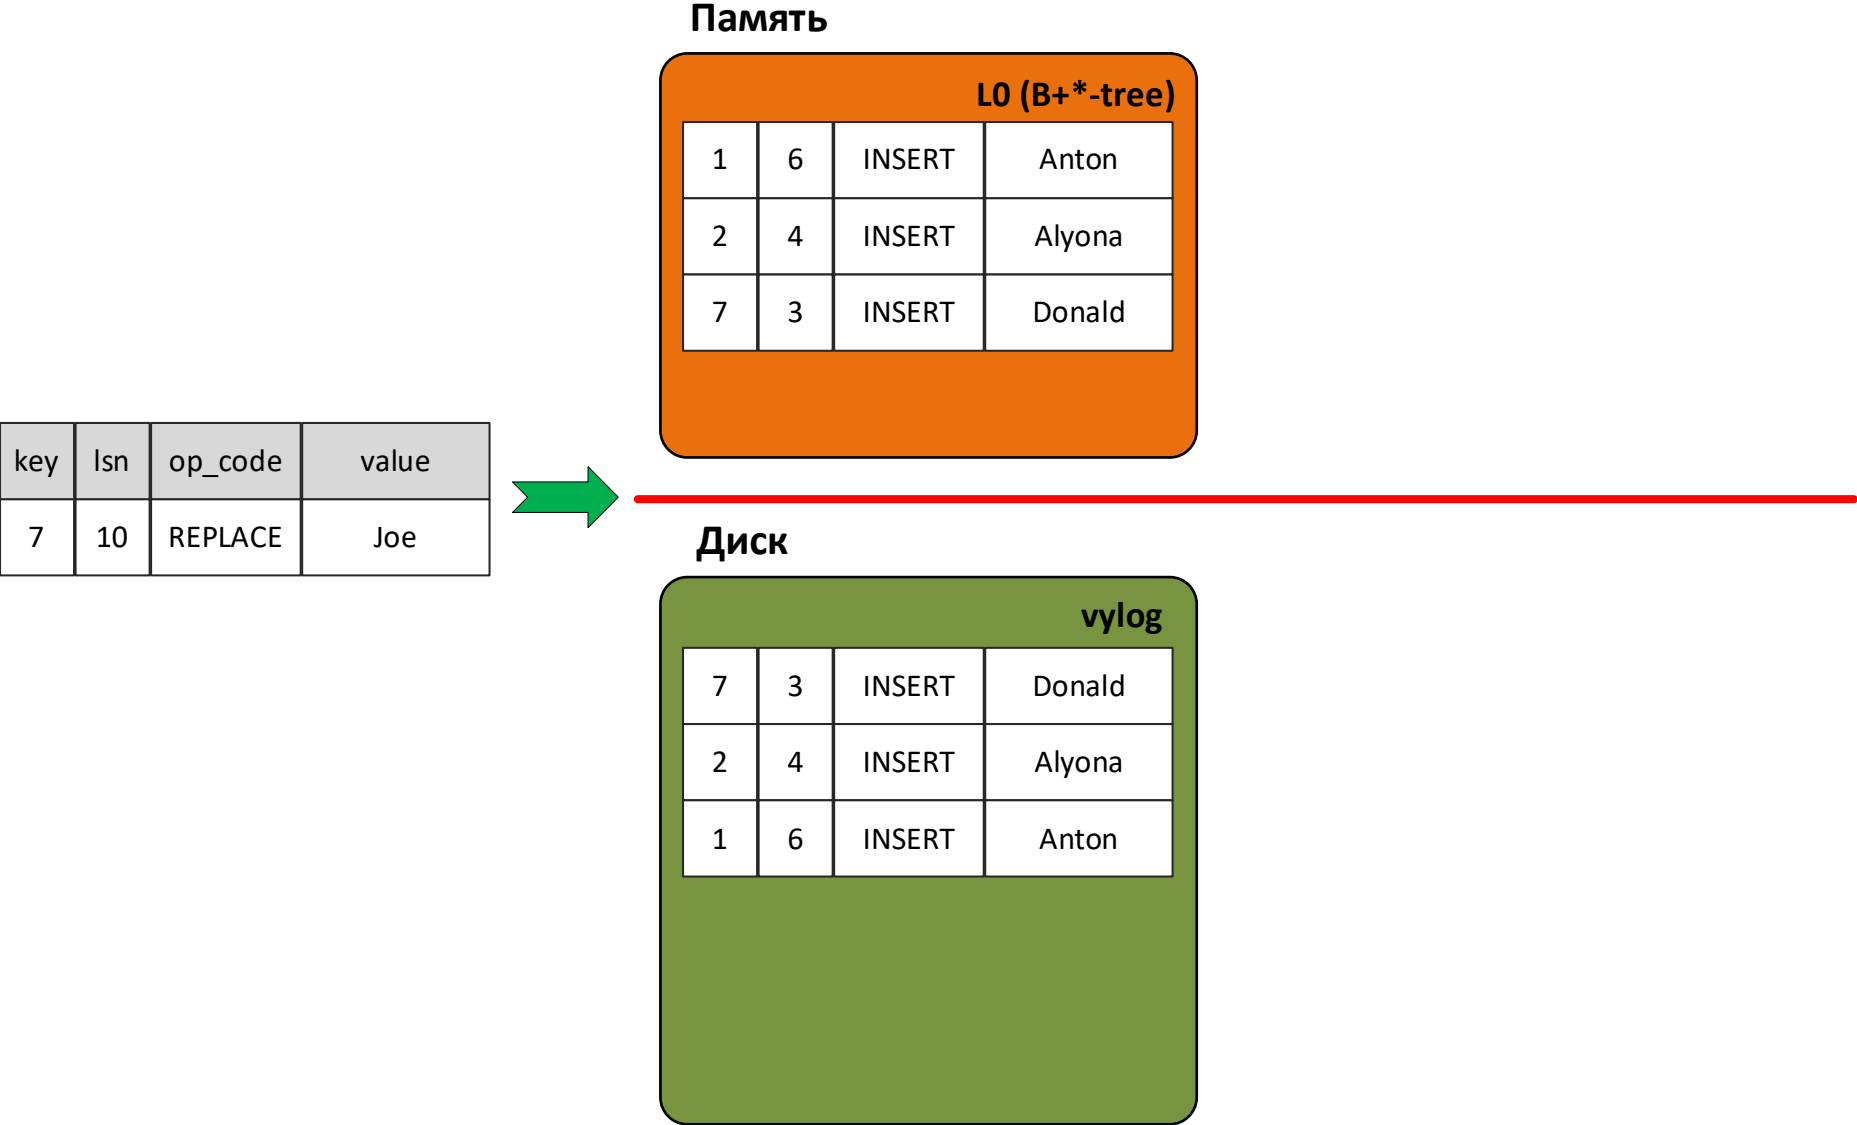 Память
L0 (B+*-tree)
1 6 INSERT Anton
2 4 INSERT Alyona
7 3 INSERT Donald
key lsn op_code value
7 10 REPLACE Joe
Диск
vylog
7 3 INSERT Donald
2 4 INSERT Alyona
1 6 INSERT Anton